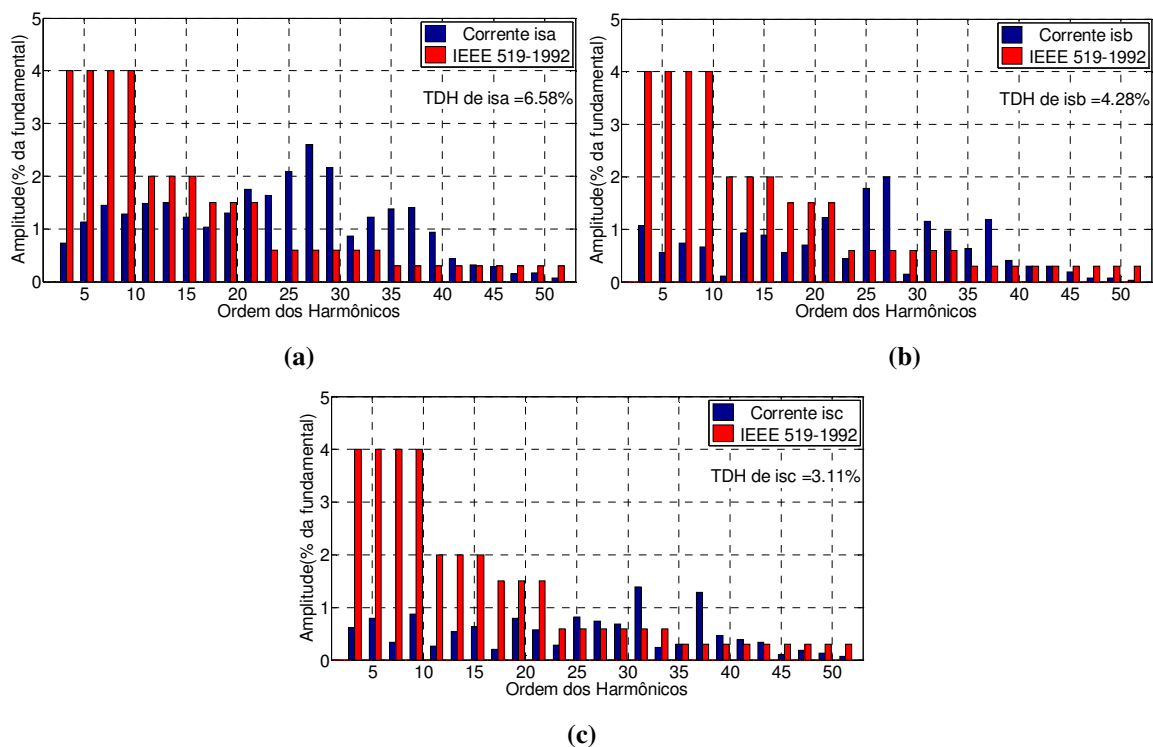 5
4
3
2
1
0
Amplitude(% da fundamental)
Corrente isa
IEEE 519-1992
TDH de isa =6.58%
5 10 15 20 25 30 35 40 45 50
Ordem dos Harmônicos
(a)
5
4
3
2
1
0
Amplitude(% da fundamental)
Corrente isb
IEEE 519-1992
TDH de isb =4.28%
5 10 15 20 25 30 35 40 45 50
Ordem dos Harmônicos
(b)
5
4
3
2
1
0
Amplitude(% da fundamental)
Corrente isc
IEEE 519-1992
TDH de isc =3.11%
5 10 15 20 25 30 35 40 45 50
Ordem dos Harmônicos
(c)